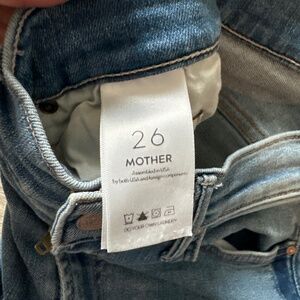 26
MOTHER
Assembled in USA
by both USA and foreign components
DO YOUR OWN LAUNDRY